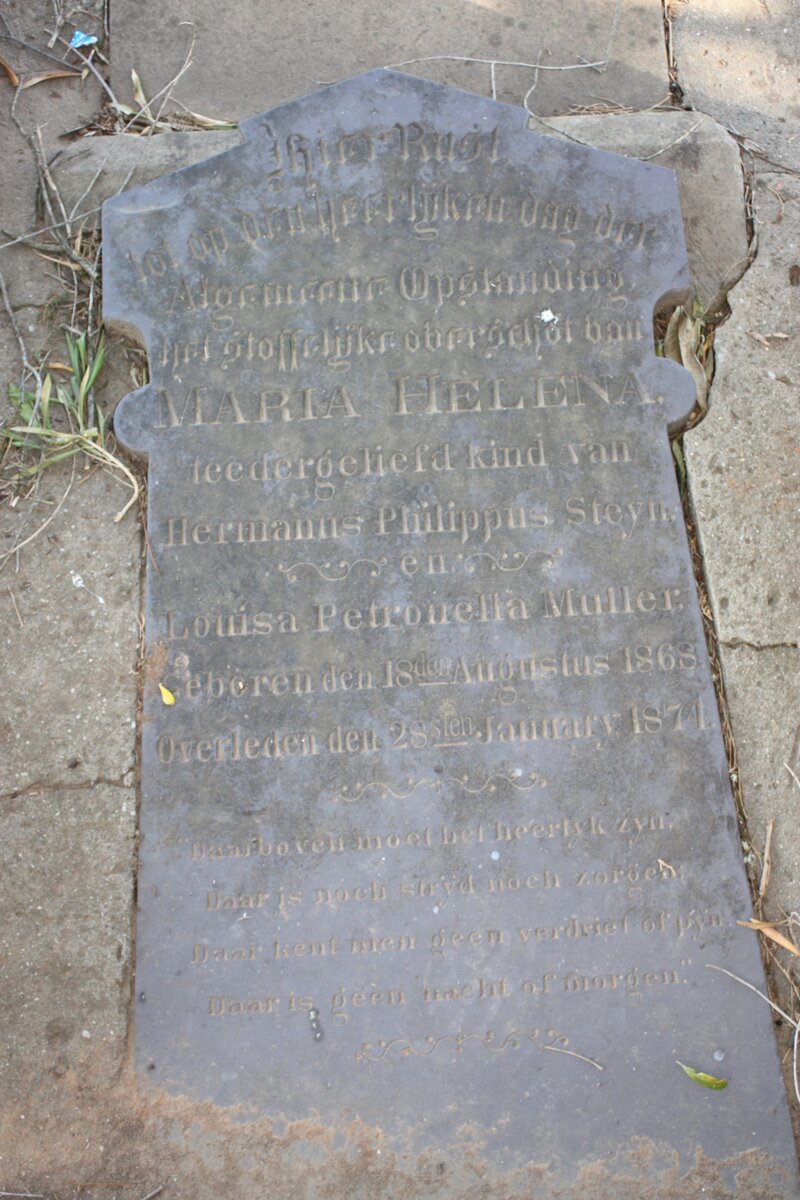 Hier Rust
tot op den heerlijken dag der
Algemeene Opstanding,
het stoffelijke overschot van
MARIA HELENA.
teedergeliefd kind van
Hermanus Philippus Steyn.
en
Louisa Petronella Muller.
Geboren den 18den Augustus 1868.
Overleden den 28sten January 1871.
"Daarboven moet het heerlyk zyn,
Daar is noch stryd noch zorgen,
Daar kent men geen verdriet of pyn
Daar is geen nacht of morgen."